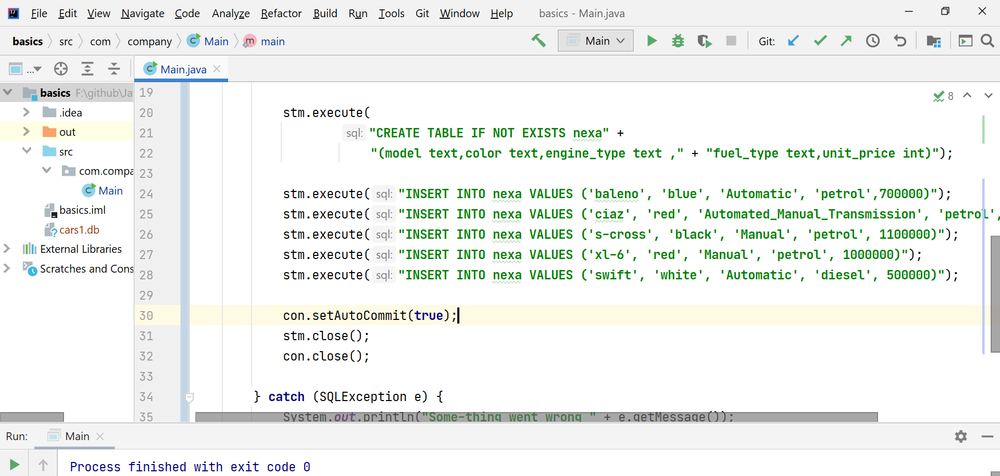 File Edit View Navigate Code Analyze Refactor Build Run Tools Git Window Help basics - Main.java
basics src com company Main main Main Git:
... Main.java
basics F:\github\Ja
.idea
out
src
com.compa
Main
basics.iml
cars1.db
External Libraries
Scratches and Cons
8
19
20 stm.execute(
21 sql: "CREATE TABLE IF NOT EXISTS nexa" +
22 "(model text,color text,engine_type text ," + "fuel_type text,unit_price int)");
23
24 stm.execute( sql: "INSERT INTO nexa VALUES ('baleno', 'blue', 'Automatic', 'petrol',700000)");
25 stm.execute( sql: "INSERT INTO nexa VALUES ('ciaz', 'red', 'Automated_Manual_Transmission', 'petrol',
26 stm.execute( sql: "INSERT INTO nexa VALUES ('s-cross', 'black', 'Manual', 'petrol', 1100000)");
27 stm.execute( sql: "INSERT INTO nexa VALUES ('xl-6', 'red', 'Manual', 'petrol', 1000000)");
28 stm.execute( sql: "INSERT INTO nexa VALUES ('swift', 'white', 'Automatic', 'diesel', 500000)");
29
30 con.setAutoCommit(true);
31 stm.close();
32 con.close();
33
34 } catch (SQLException e) {
35 System.out.println("Some-thing went wrong " + e.getMessage());
Run: Main
Process finished with exit code 0